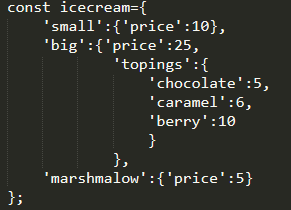 const icecream={
'small':{'price':10},
'big':{'price':25,
'topings':{
'chocolate':5,
'caramel':6,
'berry':10
}
},
'marshmalow':{'price':5}
};